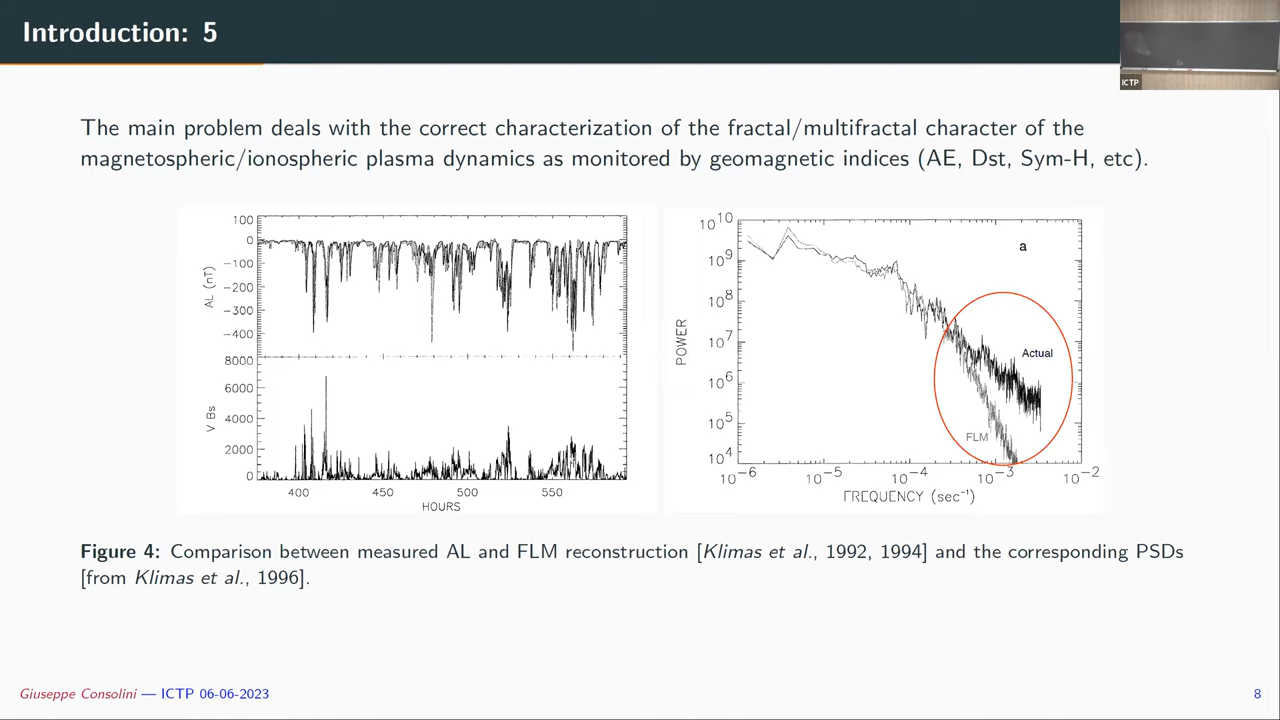 Introduction: 5
ICTP
The main problem deals with the correct characterization of the fractal/multifractal character of the
magnetospheric/ionospheric plasma dynamics as monitored by geomagnetic indices (AE, Dst, Sym-H, etc).
100
0
−100
−200
−300
−400
AL (nT)
8000
6000
4000
2000
0
V Bs
400 450 500 550
HOURS
10^10
10^9
10^8
10^7
10^6
10^5
10^4
POWER
a
Actual
FLM
10^−6 10^−5 10^−4 10^−3 10^−2
FREQUENCY (sec^−1)
Figure 4: Comparison between measured AL and FLM reconstruction [Klimas et al., 1992, 1994] and the corresponding PSDs
[from Klimas et al., 1996].
Giuseppe Consolini — ICTP 06-06-2023
8